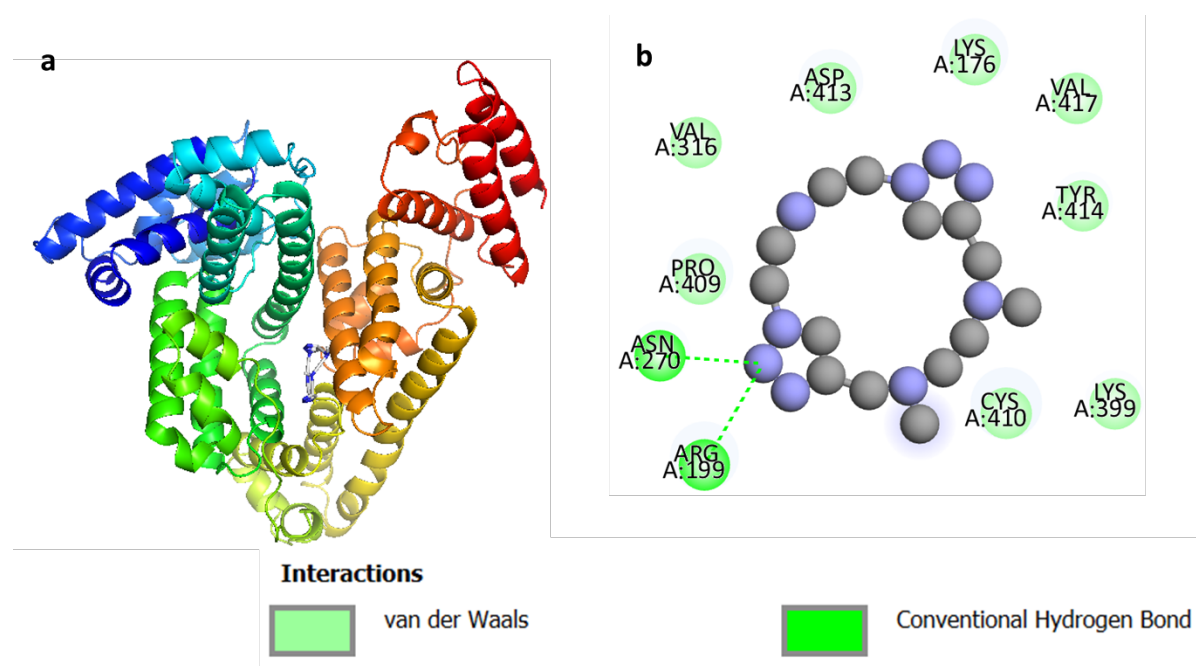 a
b
LYS
A:176
ASP
A:413
VAL
A:417
VAL
A:316
TYR
A:414
PRO
A:409
ASN
A:270
CYS
A:410
LYS
A:399
ARG
A:199
Interactions
van der Waals
Conventional Hydrogen Bond